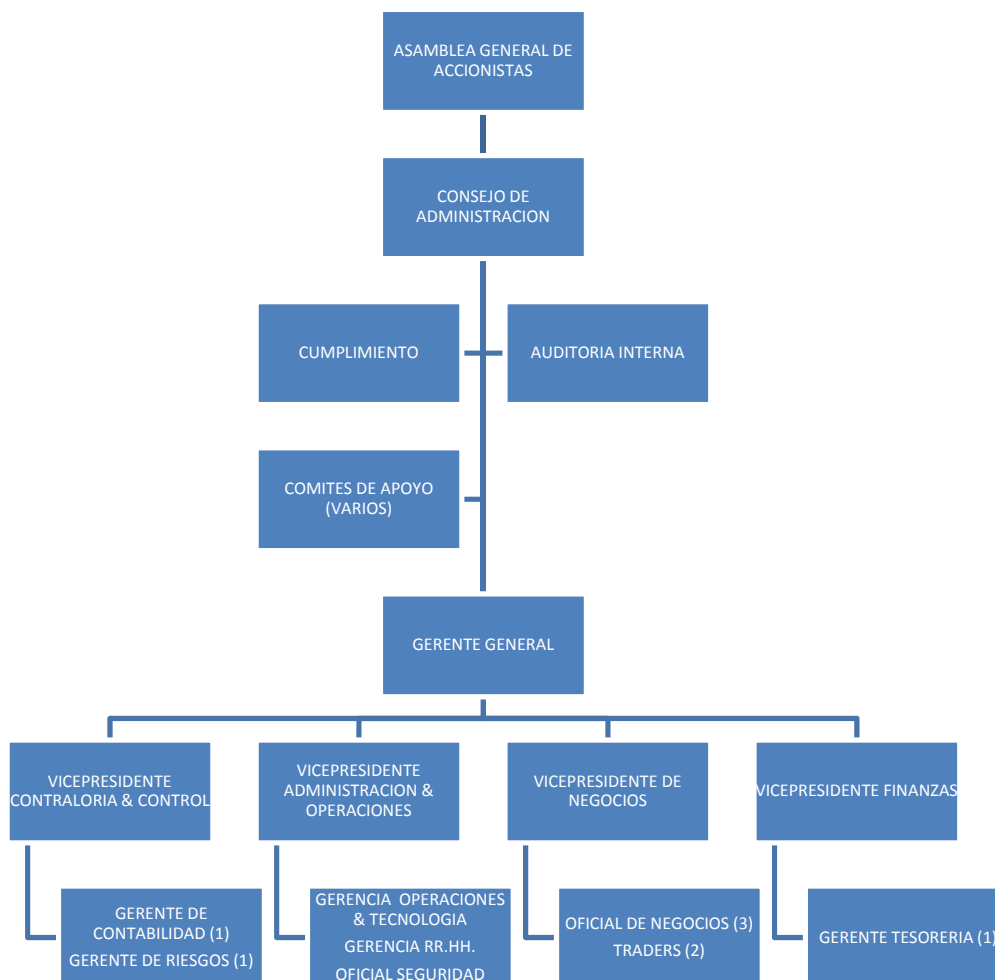 ASAMBLEA GENERAL DE
ACCIONISTAS
CONSEJO DE
ADMINISTRACION
CUMPLIMIENTO
AUDITORIA INTERNA
COMITES DE APOYO
(VARIOS)
GERENTE GENERAL
VICEPRESIDENTE
CONTRALORIA & CONTROL
VICEPRESIDENTE
ADMINISTRACION &
OPERACIONES
VICEPRESIDENTE DE
NEGOCIOS
VICEPRESIDENTE FINANZAS
GERENTE DE
CONTABILIDAD (1)
GERENTE DE RIESGOS (1)
GERENCIA OPERACIONES
& TECNOLOGIA
GERENCIA RR.HH.
OFICIAL SEGURIDAD
OFICIAL DE NEGOCIOS (3)
TRADERS (2)
GERENTE TESORERIA (1)